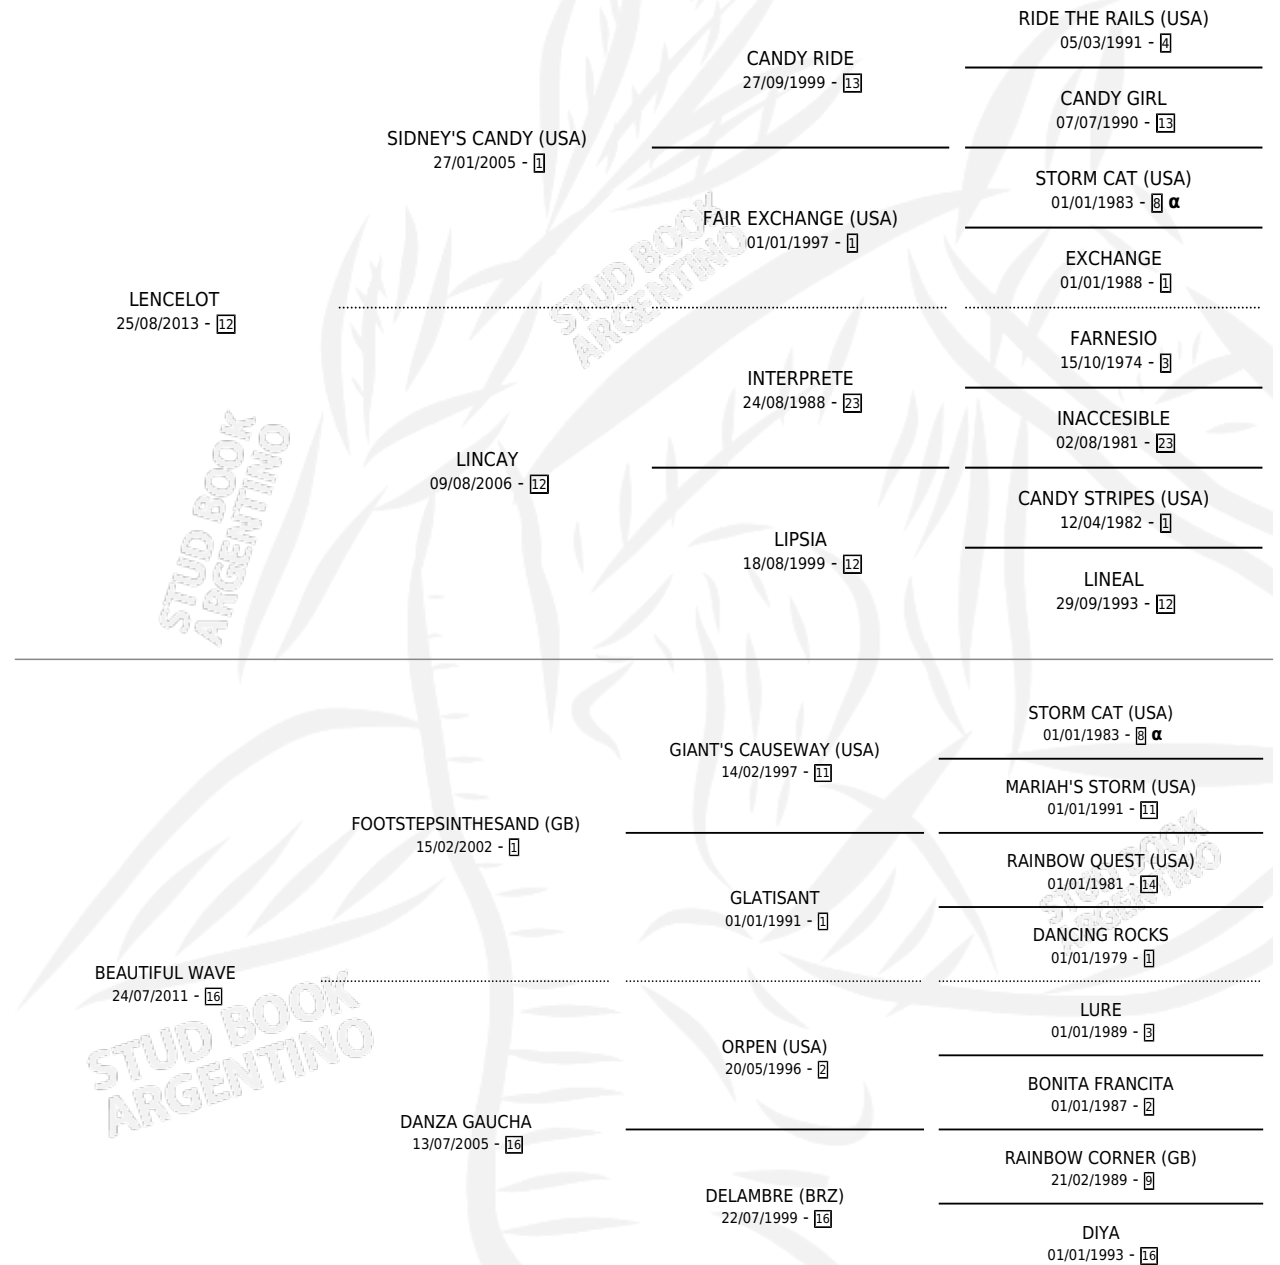 RIDE THE RAILS (USA)
05/03/1991 - 4
CANDY RIDE
27/09/1999 - 13
CANDY GIRL
07/07/1990 - 13
SIDNEY'S CANDY (USA)
27/01/2005 - 1
STORM CAT (USA)
01/01/1983 - 8 α
FAIR EXCHANGE (USA)
01/01/1997 - 1
EXCHANGE
01/01/1988 - 1
LENCELOT
25/08/2013 - 12
FARNESIO
15/10/1974 - 3
INTERPRETE
24/08/1988 - 23
INACCESIBLE
02/08/1981 - 23
LINCAY
09/08/2006 - 12
CANDY STRIPES (USA)
12/04/1982 - 1
LIPSIA
18/08/1999 - 12
LINEAL
29/09/1993 - 12
STORM CAT (USA)
01/01/1983 - 8 α
GIANT'S CAUSEWAY (USA)
14/02/1997 - 11
MARIAH'S STORM (USA)
01/01/1991 - 11
FOOTSTEPSINTHESAND (GB)
15/02/2002 - 1
RAINBOW QUEST (USA)
01/01/1981 - 14
GLATISANT
01/01/1991 - 1
DANCING ROCKS
01/01/1979 - 1
BEAUTIFUL WAVE
24/07/2011 - 16
LURE
01/01/1989 - 3
ORPEN (USA)
20/05/1996 - 2
BONITA FRANCITA
01/01/1987 - 2
DANZA GAUCHA
13/07/2005 - 16
RAINBOW CORNER (GB)
21/02/1989 - 9
DELAMBRE (BRZ)
22/07/1999 - 16
DIYA
01/01/1993 - 16
STUD BOOK
ARGENTINO
STUD BOOK
ARGENTINO
STUD BOOK
ARGENTINO
STUD BOOK
ARGENTINO